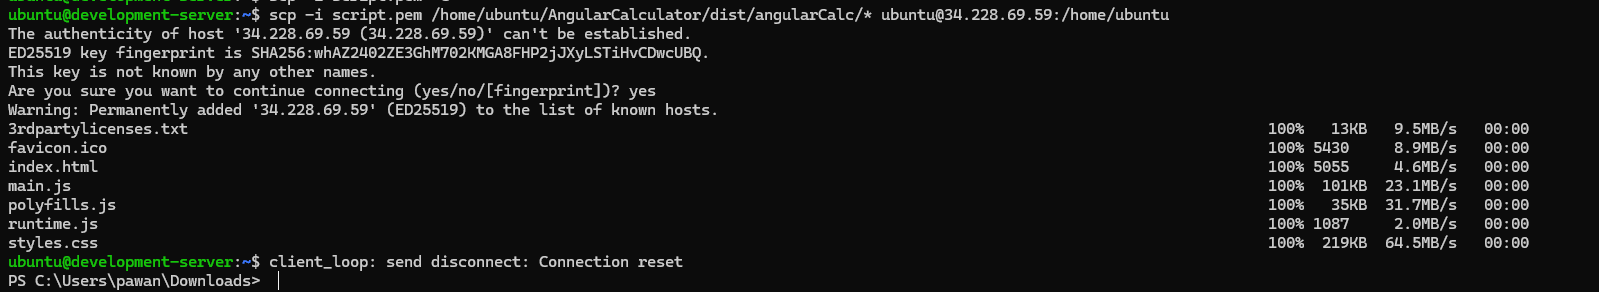 ubuntu@development-server:~$ scp -i script.pem /home/ubuntu/AngularCalculator/dist/angularCalc/* ubuntu@34.228.69.59:/home/ubuntu
The authenticity of host '34.228.69.59 (34.228.69.59)' can't be established.
ED25519 key fingerprint is SHA256:whAZ2402ZE3GhM702KMGA8FHP2jJXyLSTiHvCDwcUBQ.
This key is not known by any other names.
Are you sure you want to continue connecting (yes/no/[fingerprint])? yes
Warning: Permanently added '34.228.69.59' (ED25519) to the list of known hosts.
3rdpartylicenses.txt 100% 13KB 9.5MB/s 00:00
favicon.ico 100% 5430 8.9MB/s 00:00
index.html 100% 5055 4.6MB/s 00:00
main.js 100% 101KB 23.1MB/s 00:00
polyfills.js 100% 35KB 31.7MB/s 00:00
runtime.js 100% 1087 2.0MB/s 00:00
styles.css 100% 219KB 64.5MB/s 00:00
ubuntu@development-server:~$ client_loop: send disconnect: Connection reset
PS C:\Users\pawan\Downloads>